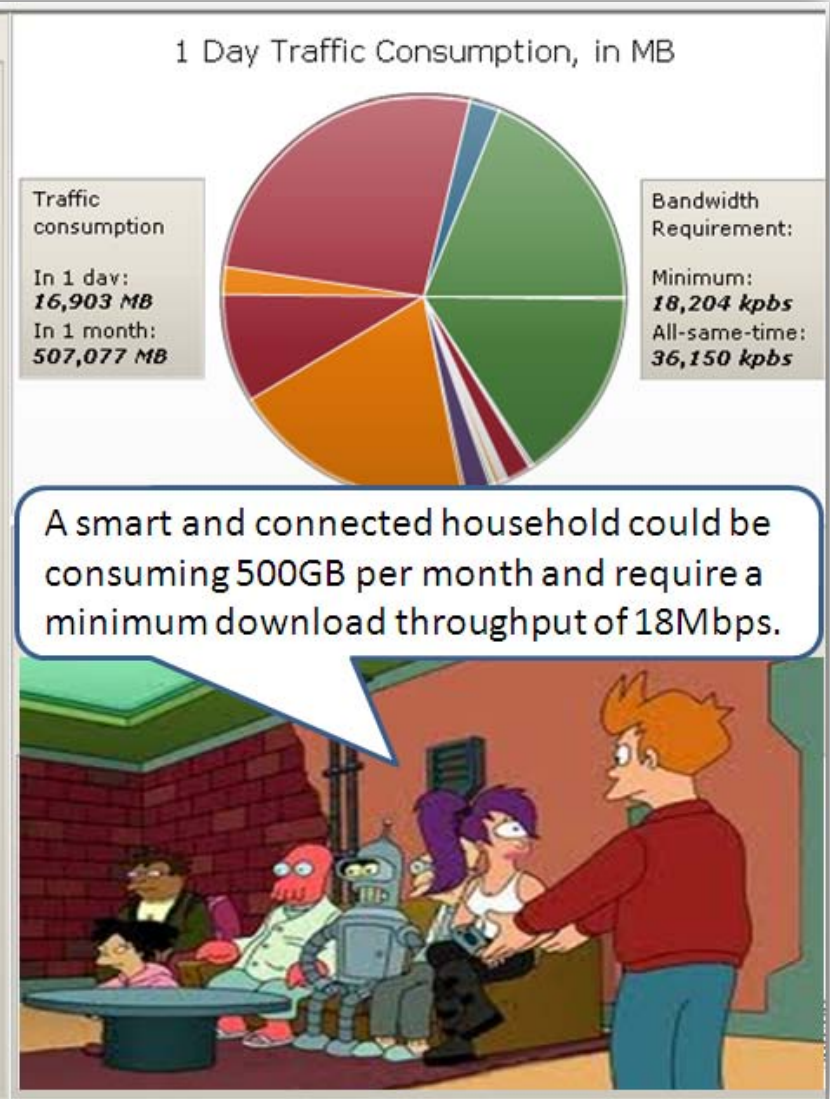 1 Day Traffic Consumption, in MB
Traffic
consumption
In 1 day:
16,903 MB
In 1 month:
507,077 MB
Bandwidth
Requirement:
Minimum:
18,204 kpbs
All-same-time:
36,150 kpbs
A smart and connected household could be
consuming 500GB per month and require a
minimum download throughput of 18Mbps.